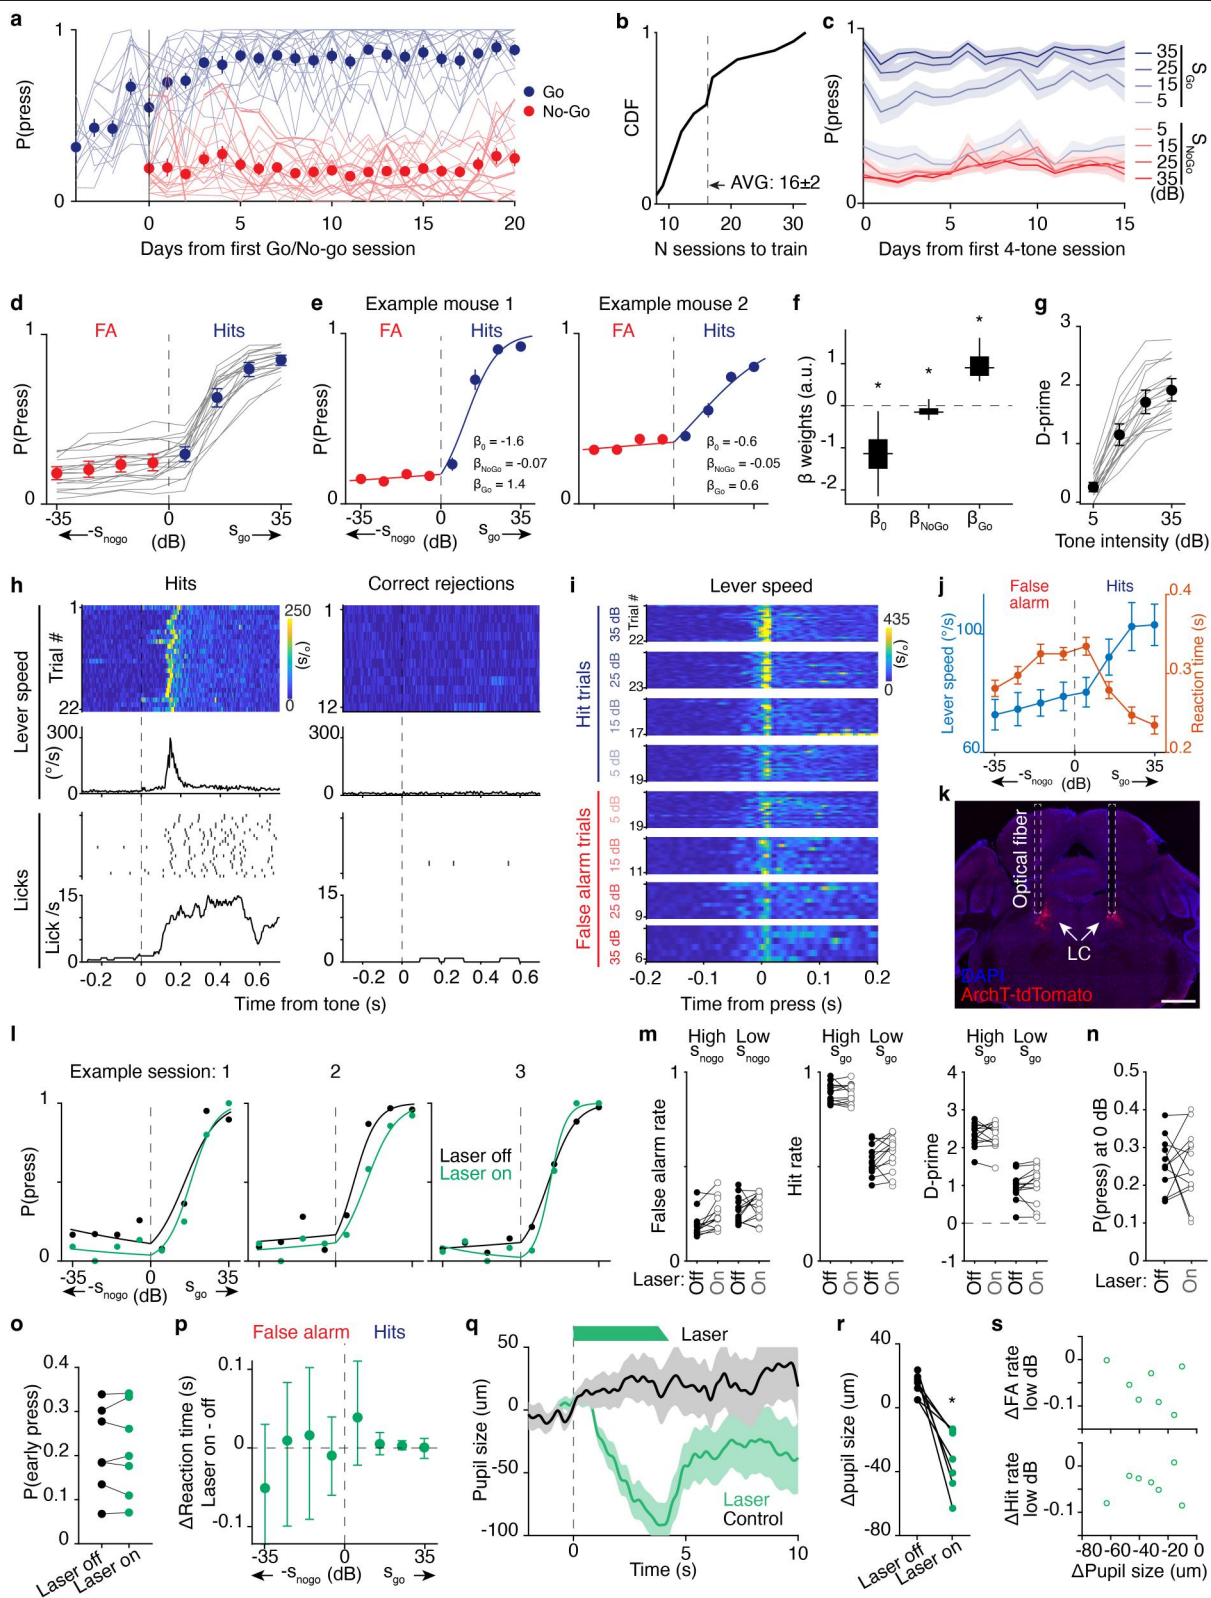 a
P(press)
1
0
0
5
10
15
20
Days from first Go/No-go session
Go
No-Go
b
CDF
1
0
AVG: 16±2
10
20
30
N sessions to train
c
P(press)
1
0
0
5
10
15
Days from first 4-tone session
35
25
15
5
SGo
5
15
25
35
(dB)
SNoGo
d
FA
Hits
P(Press)
1
0
-35
0
35
-snogo
(dB)
sgo
e
Example mouse 1
FA
Hits
P(Press)
1
0
β0 = -1.6
βNoGo = -0.07
βGo = 1.4
-35
0
35
-snogo
(dB)
sgo
Example mouse 2
FA
Hits
1
0
β0 = -0.6
βNoGo = -0.05
βGo = 0.6
f
β weights (a.u.)
1
0
-1
-2
*
*
*
β0
βNoGo
βGo
g
D-prime
3
2
1
0
5
35
Tone intensity (dB)
h
Hits
Correct rejections
Lever speed
Trial #
1
22
250
(°/s)
0
1
12
(°/s)
300
0
300
0
Licks
Lick /s
15
0
15
0
-0.2
0
0.2
0.4
0.6
-0.2
0
0.2
0.4
0.6
Time from tone (s)
i
Lever speed
Trial #
Hit trials
35 dB
25 dB
15 dB
5 dB
1
22
23
17
19
False alarm trials
5 dB
15 dB
25 dB
35 dB
19
11
9
6
435
(°/s)
0
-0.2
-0.1
0
0.1
0.2
Time from press (s)
j
False
alarm
Hits
Lever speed (°/s)
100
60
Reaction time (s)
0.4
0.3
0.2
-35
0
35
-snogo
(dB)
sgo
k
Optical fiber
LC
DAPI
ArchT-tdTomato
l
Example session: 1
2
3
P(press)
1
0
Laser off
Laser on
-35
0
35
-snogo
(dB)
sgo
m
High
snogo
Low
snogo
False alarm rate
1
0
Laser:
Off
On
Off
On
High
sgo
Low
sgo
Hit rate
1
0
Off
On
Off
On
High
sgo
Low
sgo
D-prime
4
3
2
1
0
-1
Off
On
Off
On
n
P(press) at 0 dB
0.5
0.4
0.3
0.2
0.1
0
Laser:
Off
On
o
P(early press)
0.4
0.3
0.2
0.1
0
Laser off
Laser on
p
False alarm
Hits
ΔReaction time (s)
Laser on - off
0.1
0
-0.1
-35
0
35
-snogo
(dB)
sgo
q
Laser
Pupil size (um)
50
0
-50
-100
Laser
Control
0
5
10
Time (s)
r
Δpupil size (um)
40
0
-40
-80
*
Laser off
Laser on
s
ΔFA rate
low dB
0
-0.1
ΔHit rate
low dB
0
-0.1
-80
-60
-40
-20
0
ΔPupil size (um)